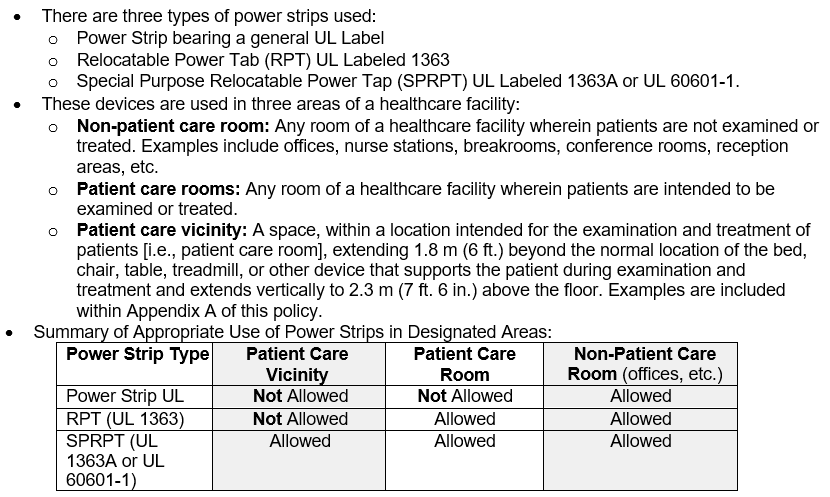 • There are three types of power strips used:
o Power Strip bearing a general UL Label
o Relocatable Power Tab (RPT) UL Labeled 1363
o Special Purpose Relocatable Power Tap (SPRPT) UL Labeled 1363A or UL 60601-1.
• These devices are used in three areas of a healthcare facility:
o Non-patient care room: Any room of a healthcare facility wherein patients are not examined or
treated. Examples include offices, nurse stations, breakrooms, conference rooms, reception
areas, etc.
o Patient care rooms: Any room of a healthcare facility wherein patients are intended to be
examined or treated.
o Patient care vicinity: A space, within a location intended for the examination and treatment of
patients [i.e., patient care room], extending 1.8 m (6 ft.) beyond the normal location of the bed,
chair, table, treadmill, or other device that supports the patient during examination and
treatment and extends vertically to 2.3 m (7 ft. 6 in.) above the floor. Examples are included
within Appendix A of this policy.
• Summary of Appropriate Use of Power Strips in Designated Areas:
Power Strip Type Patient Care Patient Care Non-Patient Care
Vicinity Room Room (offices, etc.)
Power Strip UL Not Allowed Not Allowed Allowed
RPT (UL 1363) Not Allowed Allowed Allowed
SPRPT (UL Allowed Allowed Allowed
1363A or UL
60601-1)